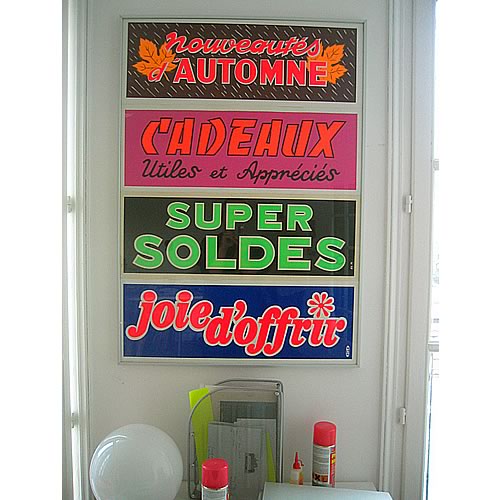 nouveautés
d'AUTOMNE
CADEAUX
Utiles et Appréciés
SUPER
SOLDES
joie d'offrir